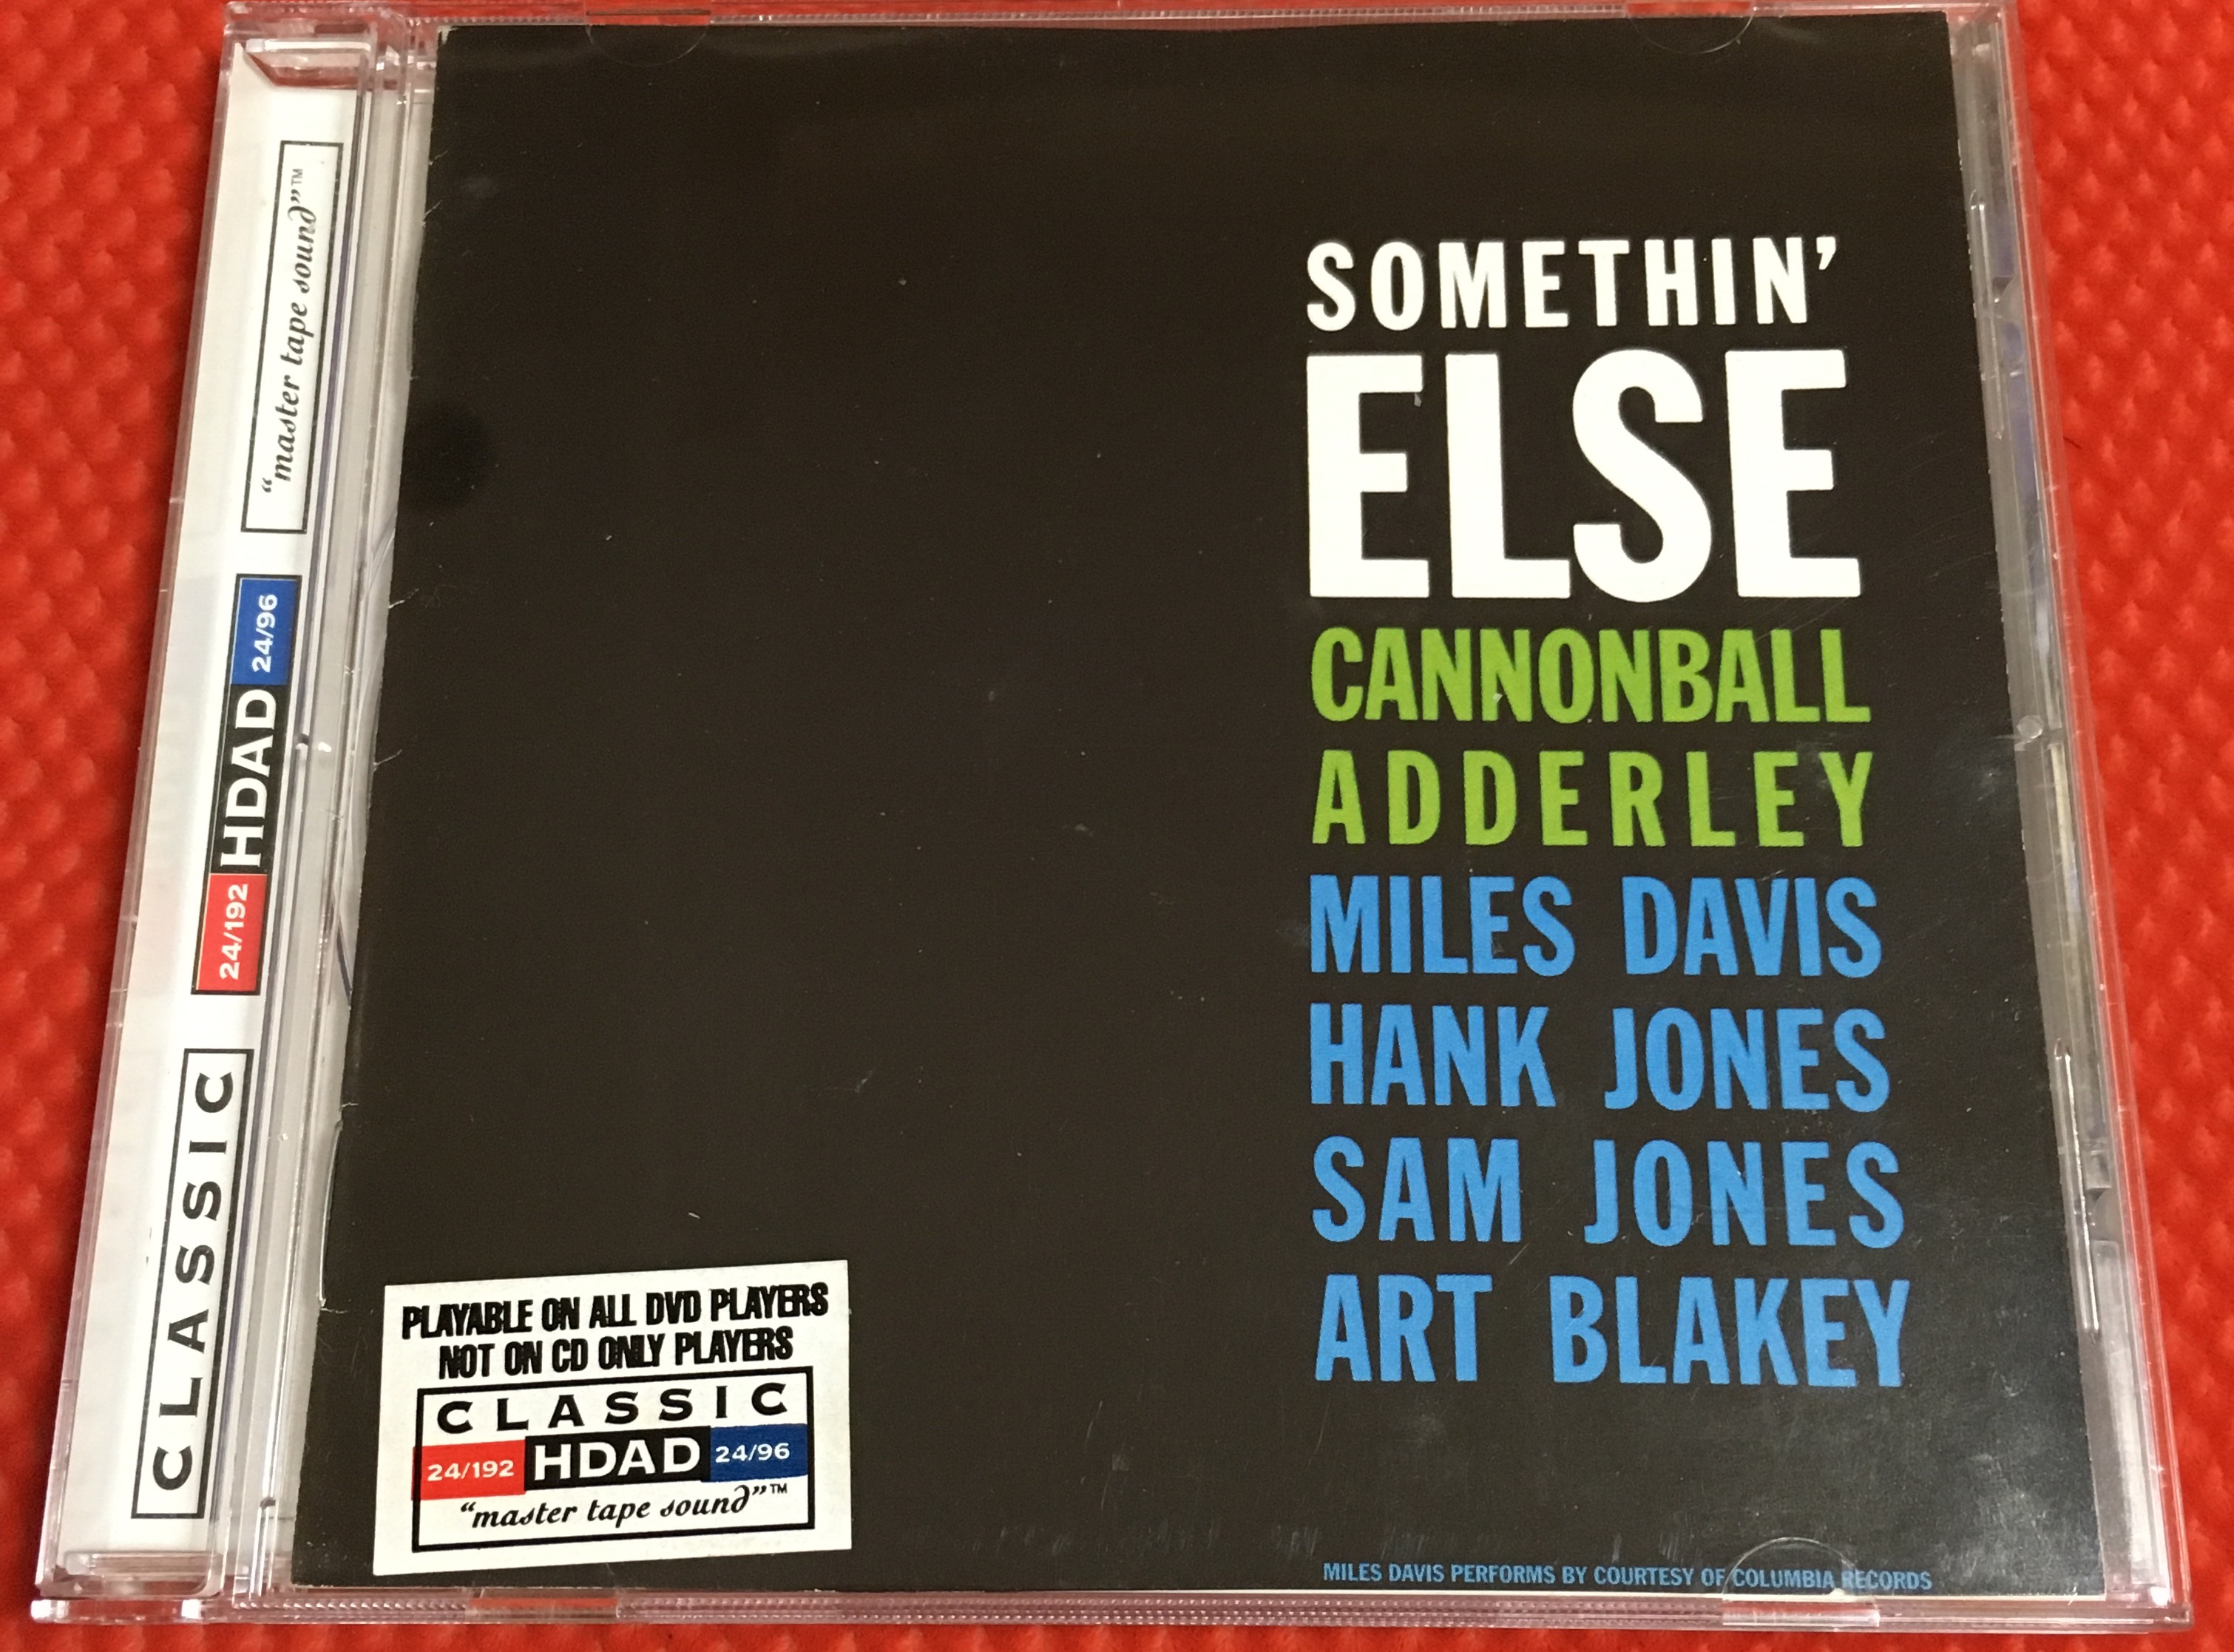 SOMETHIN’
ELSE
CANNONBALL
ADDERLEY
MILES DAVIS
HANK JONES
SAM JONES
ART BLAKEY
MILES DAVIS PERFORMS BY COURTESY OF COLUMBIA RECORDS
PLAYABLE ON ALL DVD PLAYERS
NOT ON CD ONLY PLAYERS
CLASSIC
24/192 HDAD 24/96
“master tape sound”™
CLASSIC
24/192 HDAD 24/96
“master tape sound”™